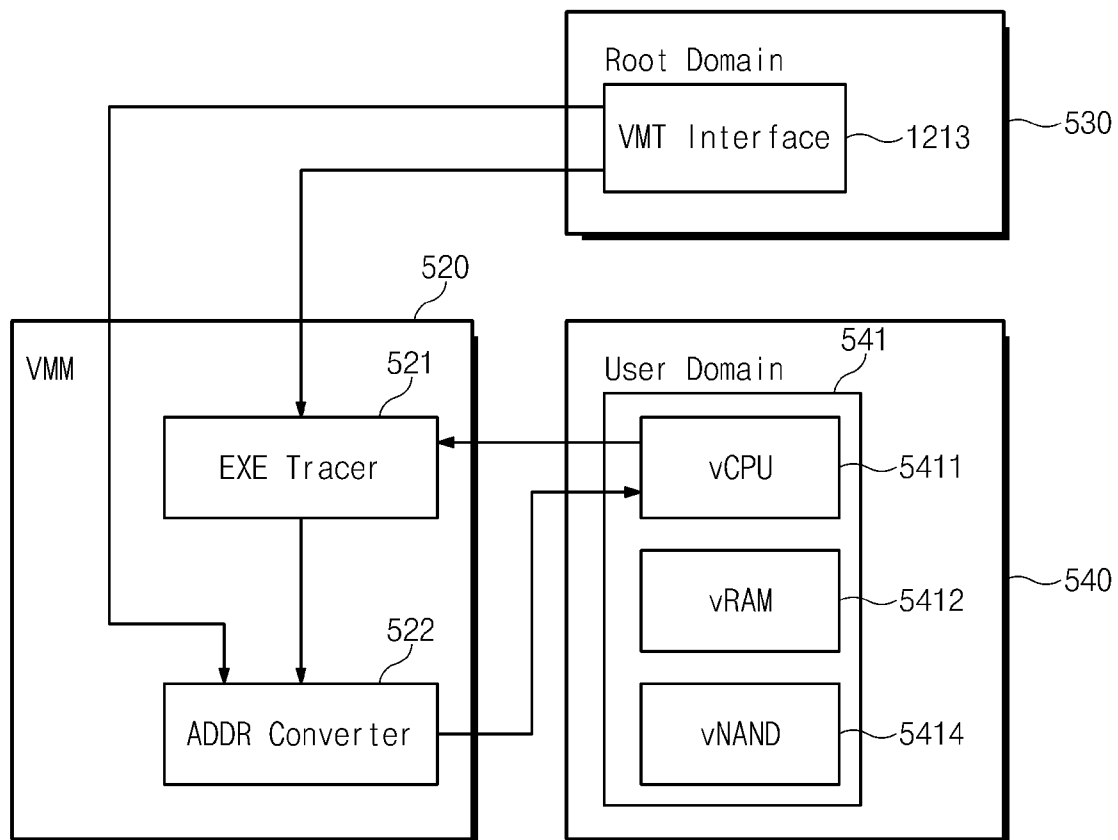 Root Domain
VMT Interface
1213
530
520
VMM
521
EXE Tracer
522
ADDR Converter
User Domain
541
vCPU
5411
vRAM
5412
vNAND
5414
540